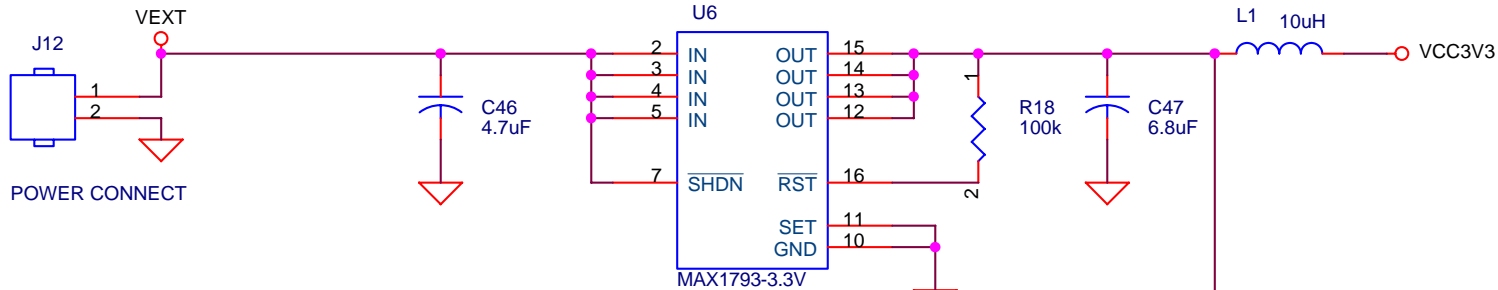 VEXT
J12
1
2
POWER CONNECT
C46
4.7uF
U6
2 IN OUT 15
3 IN OUT 14
4 IN OUT 13
5 IN OUT 12
7 SHDN RST 16
SET 11
GND 10
MAX1793-3.3V
1
R18
100k
2
C47
6.8uF
L1
10uH
VCC3V3